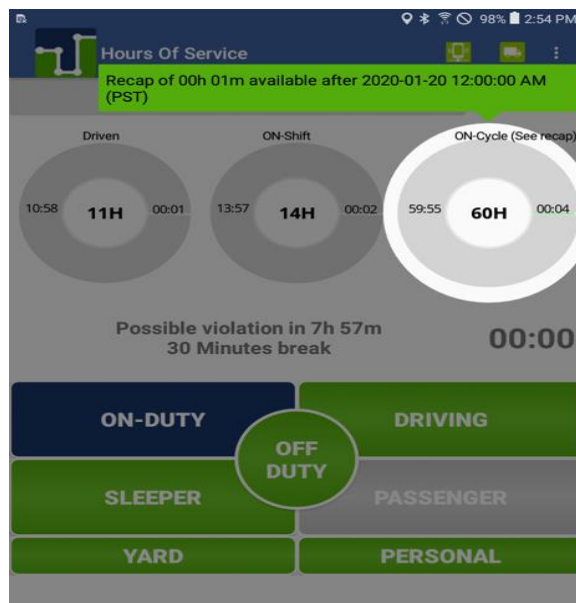 98% 2:54 PM
Hours Of Service
Recap of 00h 01m available after 2020-01-20 12:00:00 AM
(PST)
Driven ON-Shift ON-Cycle (See recap)
10:58 11H 00:01 13:57 14H 00:02 59:55 60H 00:04
Possible violation in 7h 57m
30 Minutes break
00:00
ON-DUTY DRIVING
OFF
DUTY
SLEEPER PASSENGER
YARD PERSONAL